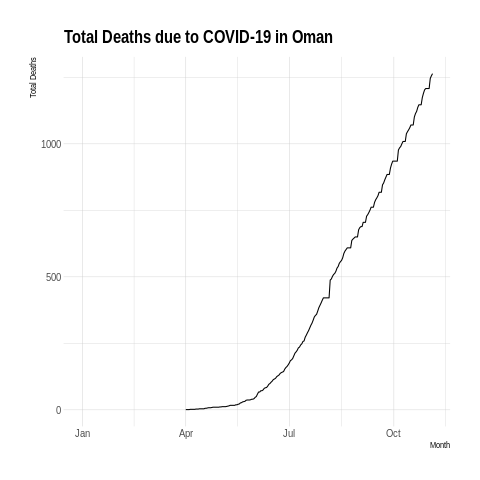 Total Deaths due to COVID-19 in Oman
Total Deaths
1000
500
0
Jan Apr Jul Oct
Month